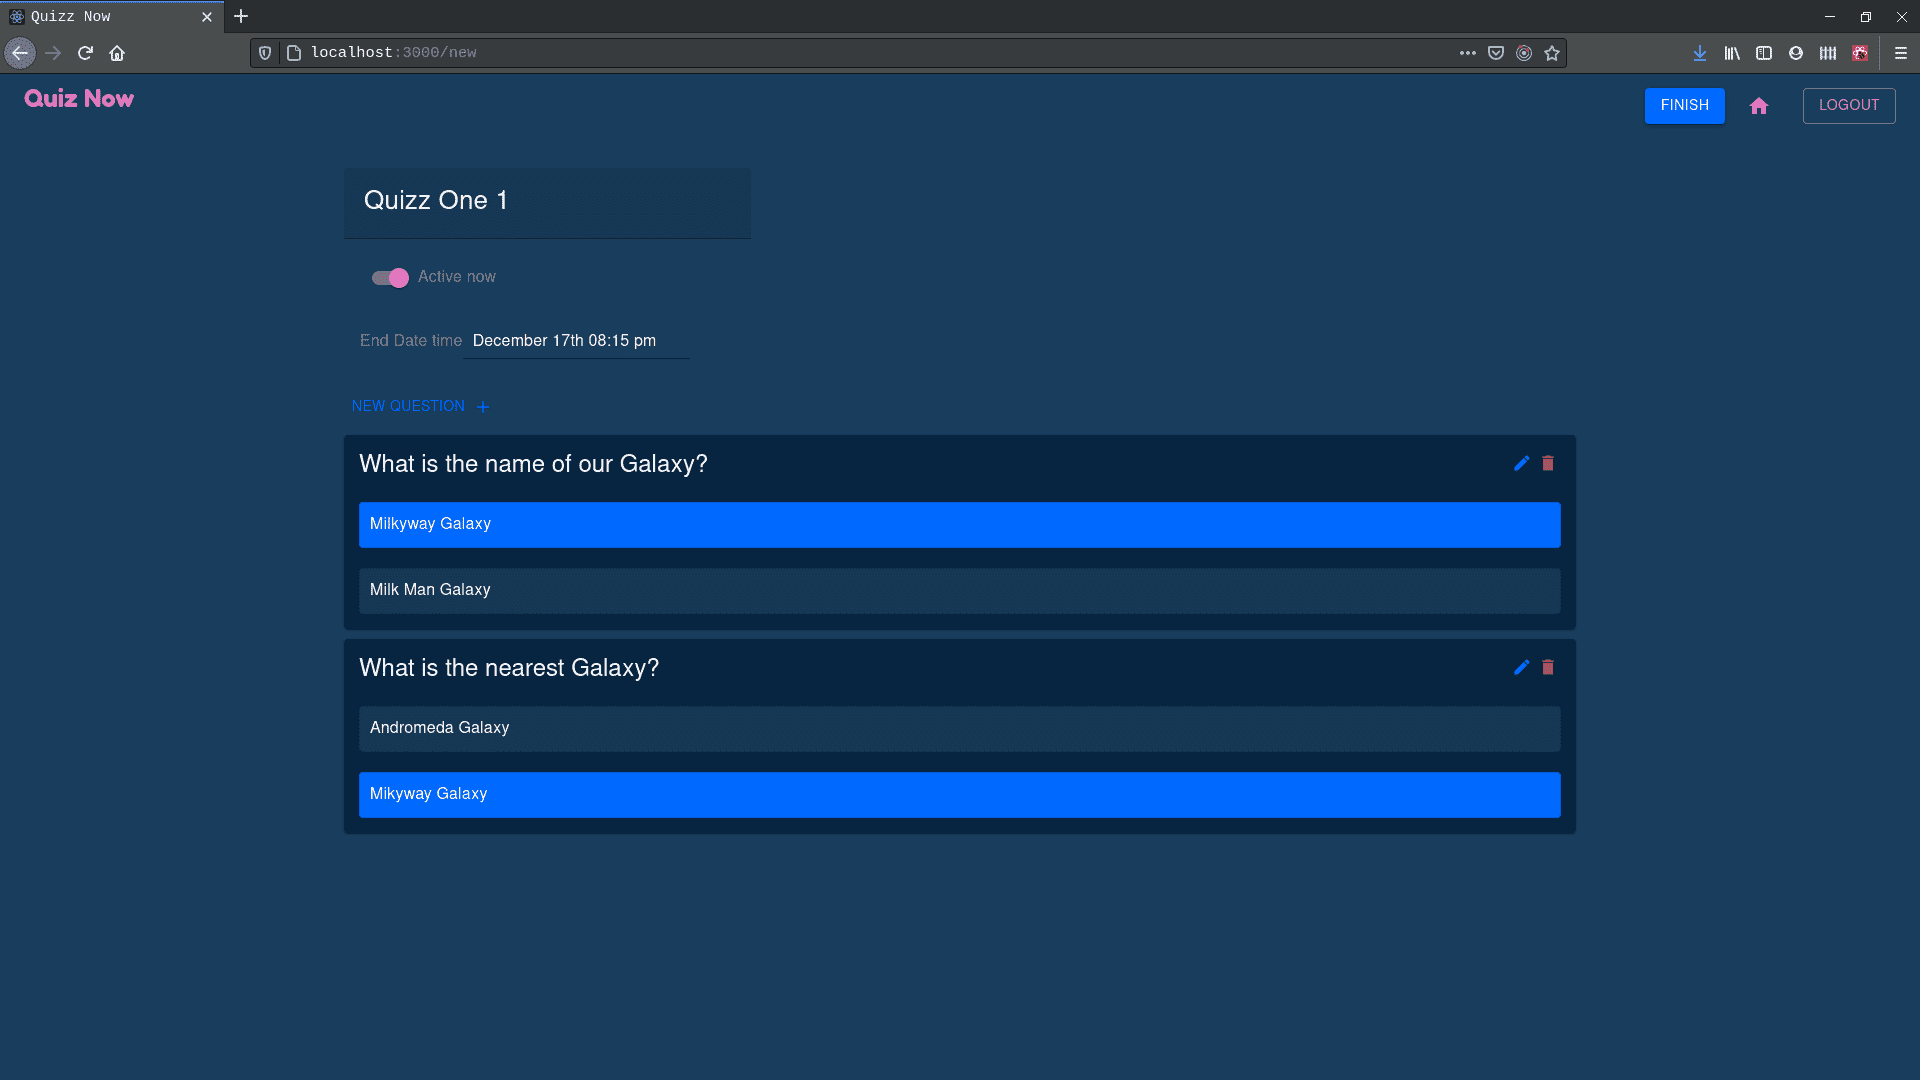 Quizz Now
localhost:3000/new
Quiz Now
FINISH
LOGOUT
Quizz One 1
Active now
End Date time December 17th 08:15 pm
NEW QUESTION +
What is the name of our Galaxy?
Milkyway Galaxy
Milk Man Galaxy
What is the nearest Galaxy?
Andromeda Galaxy
Mikyway Galaxy